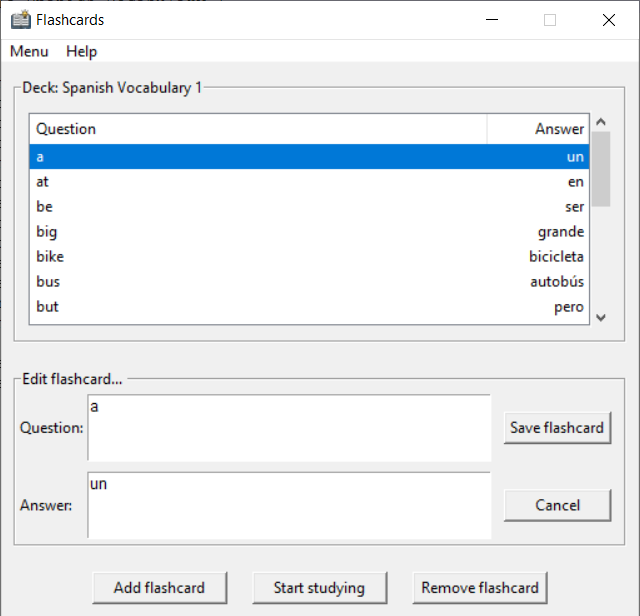 Flashcards
Menu Help
Deck: Spanish Vocabulary 1
Question Answer
a un
at en
be ser
big grande
bike bicicleta
bus autobús
but pero
Edit flashcard...
a
Question: Save flashcard
un
Answer: Cancel
Add flashcard Start studying Remove flashcard